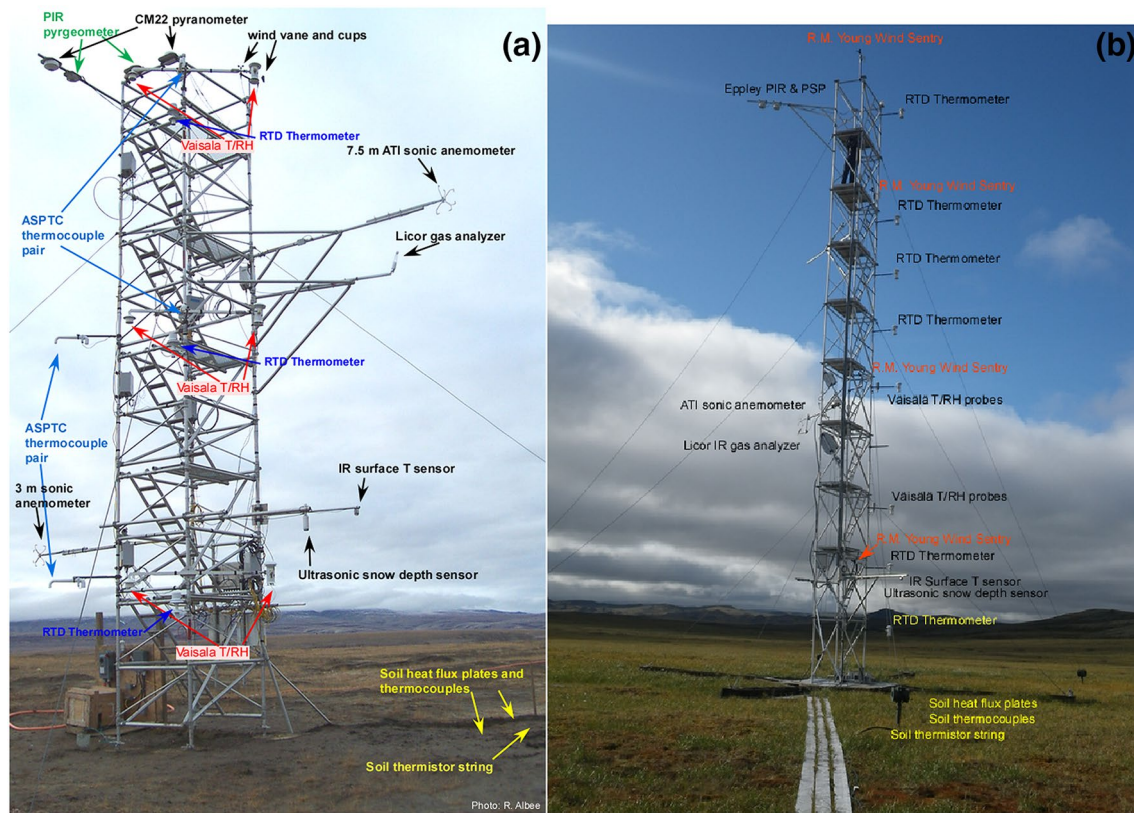 PIR
pyrgeometer
CM22 pyranometer
wind vane and cups
(a)
RTD Thermometer
Vaisala T/RH
7.5 m ATI sonic anemometer
ASPTC
thermocouple
pair
Licor gas analyzer
RTD Thermometer
Vaisala T/RH
ASPTC
thermocouple
pair
IR surface T sensor
3 m sonic
anemometer
Ultrasonic snow depth sensor
RTD Thermometer
Vaisala T/RH
Soil heat flux plates and
thermocouples
Soil thermistor string
Photo: R. Albee
R.M. Young Wind Sentry
(b)
Eppley PIR & PSP
RTD Thermometer
R.M. Young Wind Sentry
RTD Thermometer
RTD Thermometer
RTD Thermometer
R.M. Young Wind Sentry
Väisälä T/RH probes
ATI sonic anemometer
Licor IR gas analyzer
Väisälä T/RH probes
R.M. Young Wind Sentry
RTD Thermometer
IR Surface T sensor
Ultrasonic snow depth sensor
RTD Thermometer
Soil heat flux plates
Soil thermocouples
Soil thermistor string